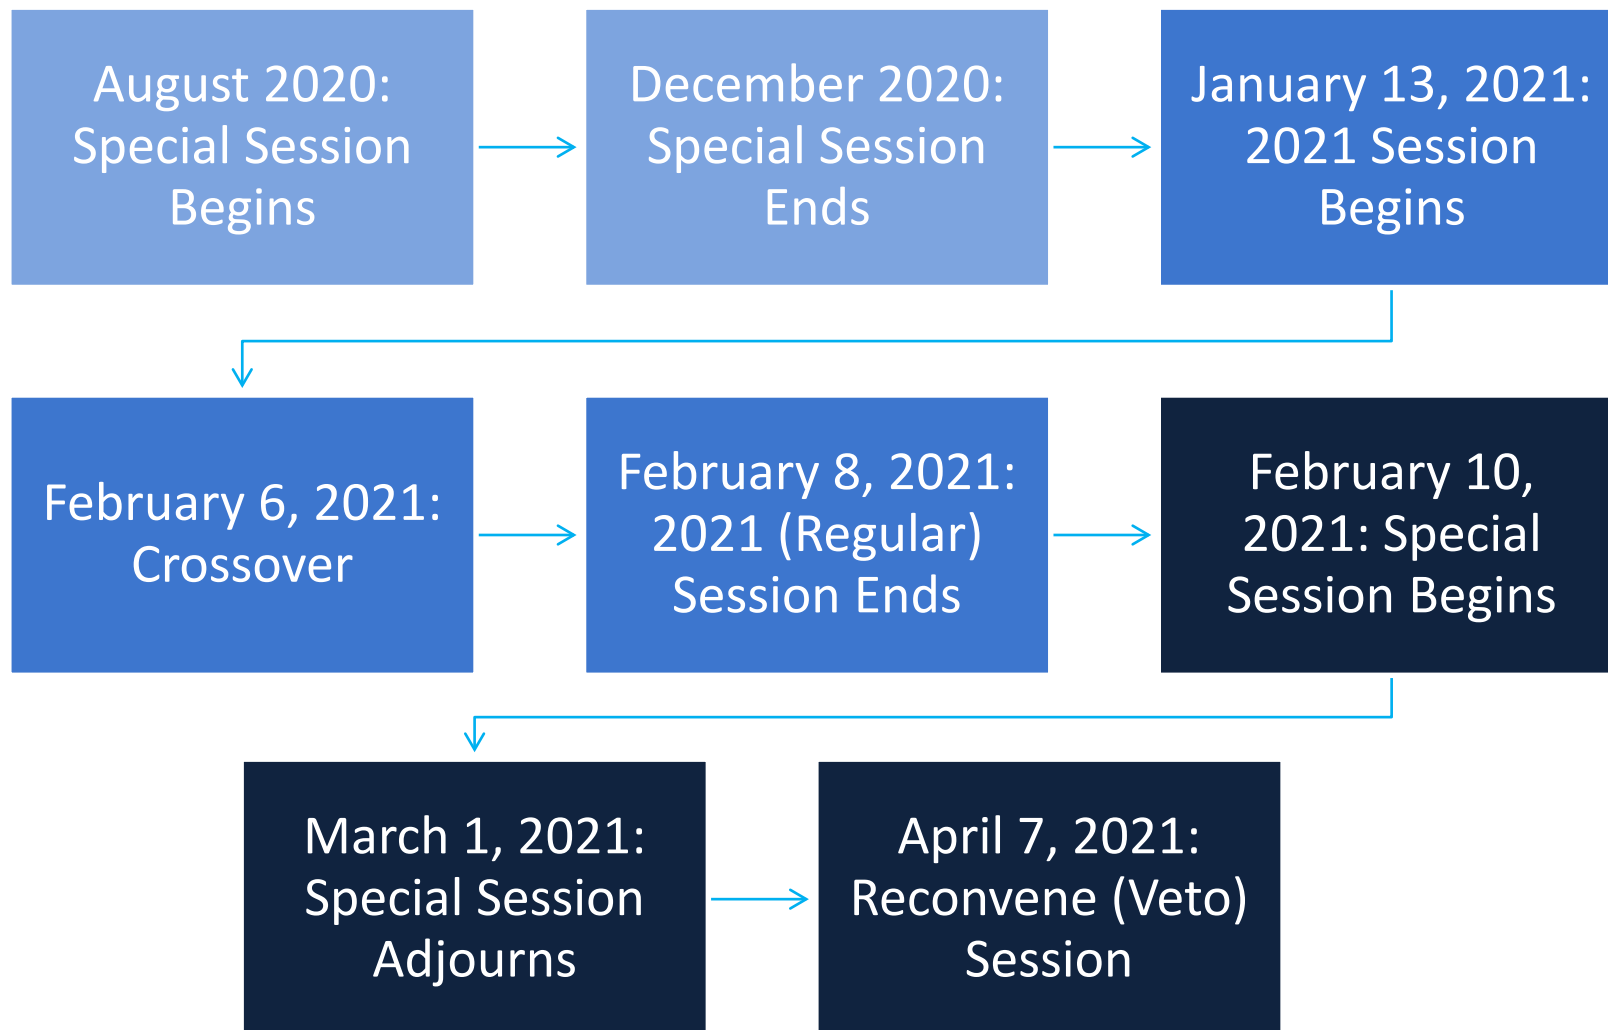 August 2020:
Special Session
Begins
December 2020:
Special Session
Ends
January 13, 2021:
2021 Session
Begins
February 6, 2021:
Crossover
February 8, 2021:
2021 (Regular)
Session Ends
February 10,
2021: Special
Session Begins
March 1, 2021:
Special Session
Adjourns
April 7, 2021:
Reconvene (Veto)
Session